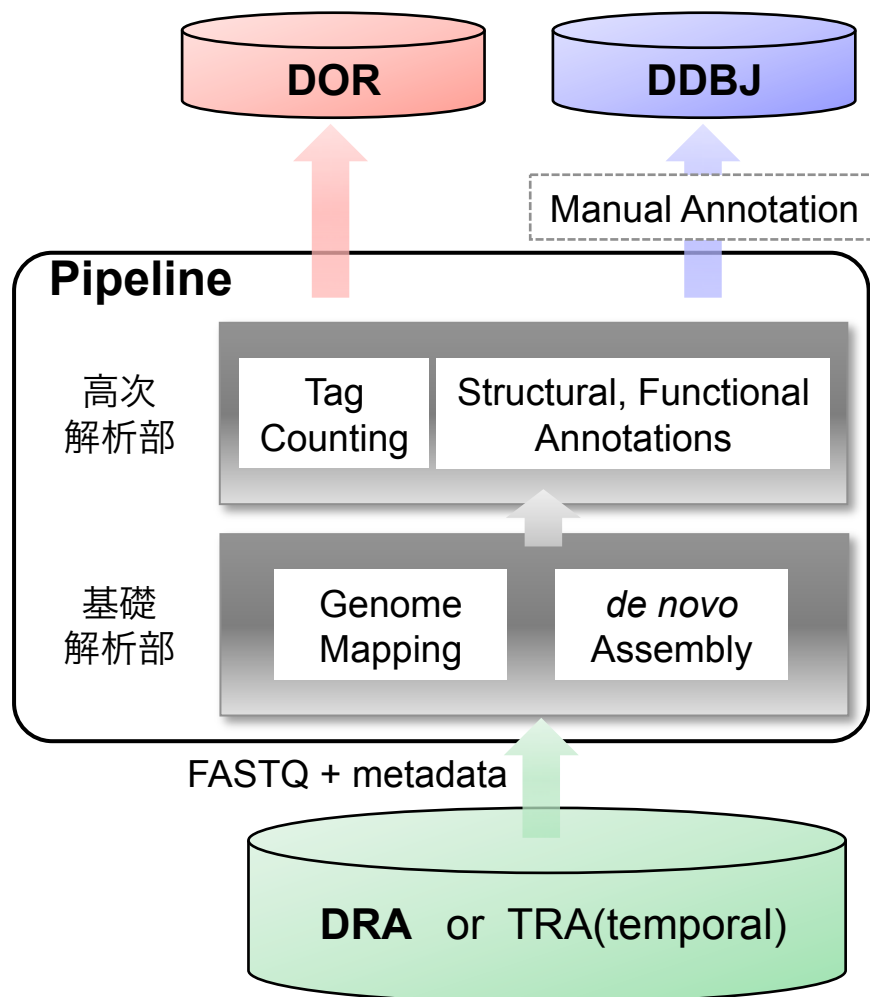 DOR
DDBJ
Manual Annotation
Pipeline
高次
解析部
Tag
Counting
Structural, Functional
Annotations
基礎
解析部
Genome
Mapping
de novo
Assembly
FASTQ + metadata
DRA or TRA(temporal)